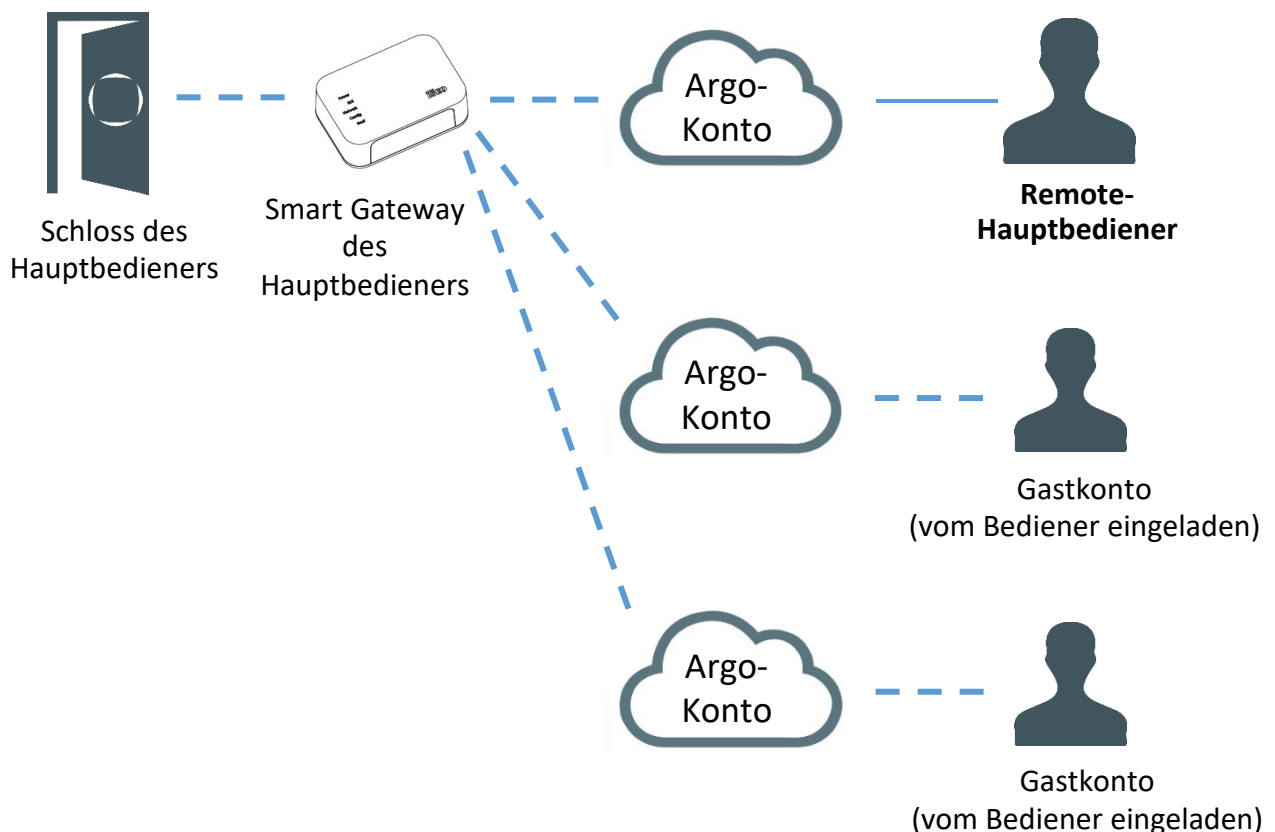 Argo-
Konto
Schloss des
Hauptbedieners
Smart Gateway
des
Hauptbedieners
Remote-
Hauptbediener
Argo-
Konto
Gastkonto
(vom Bediener eingeladen)
Argo-
Konto
Gastkonto
(vom Bediener eingeladen)